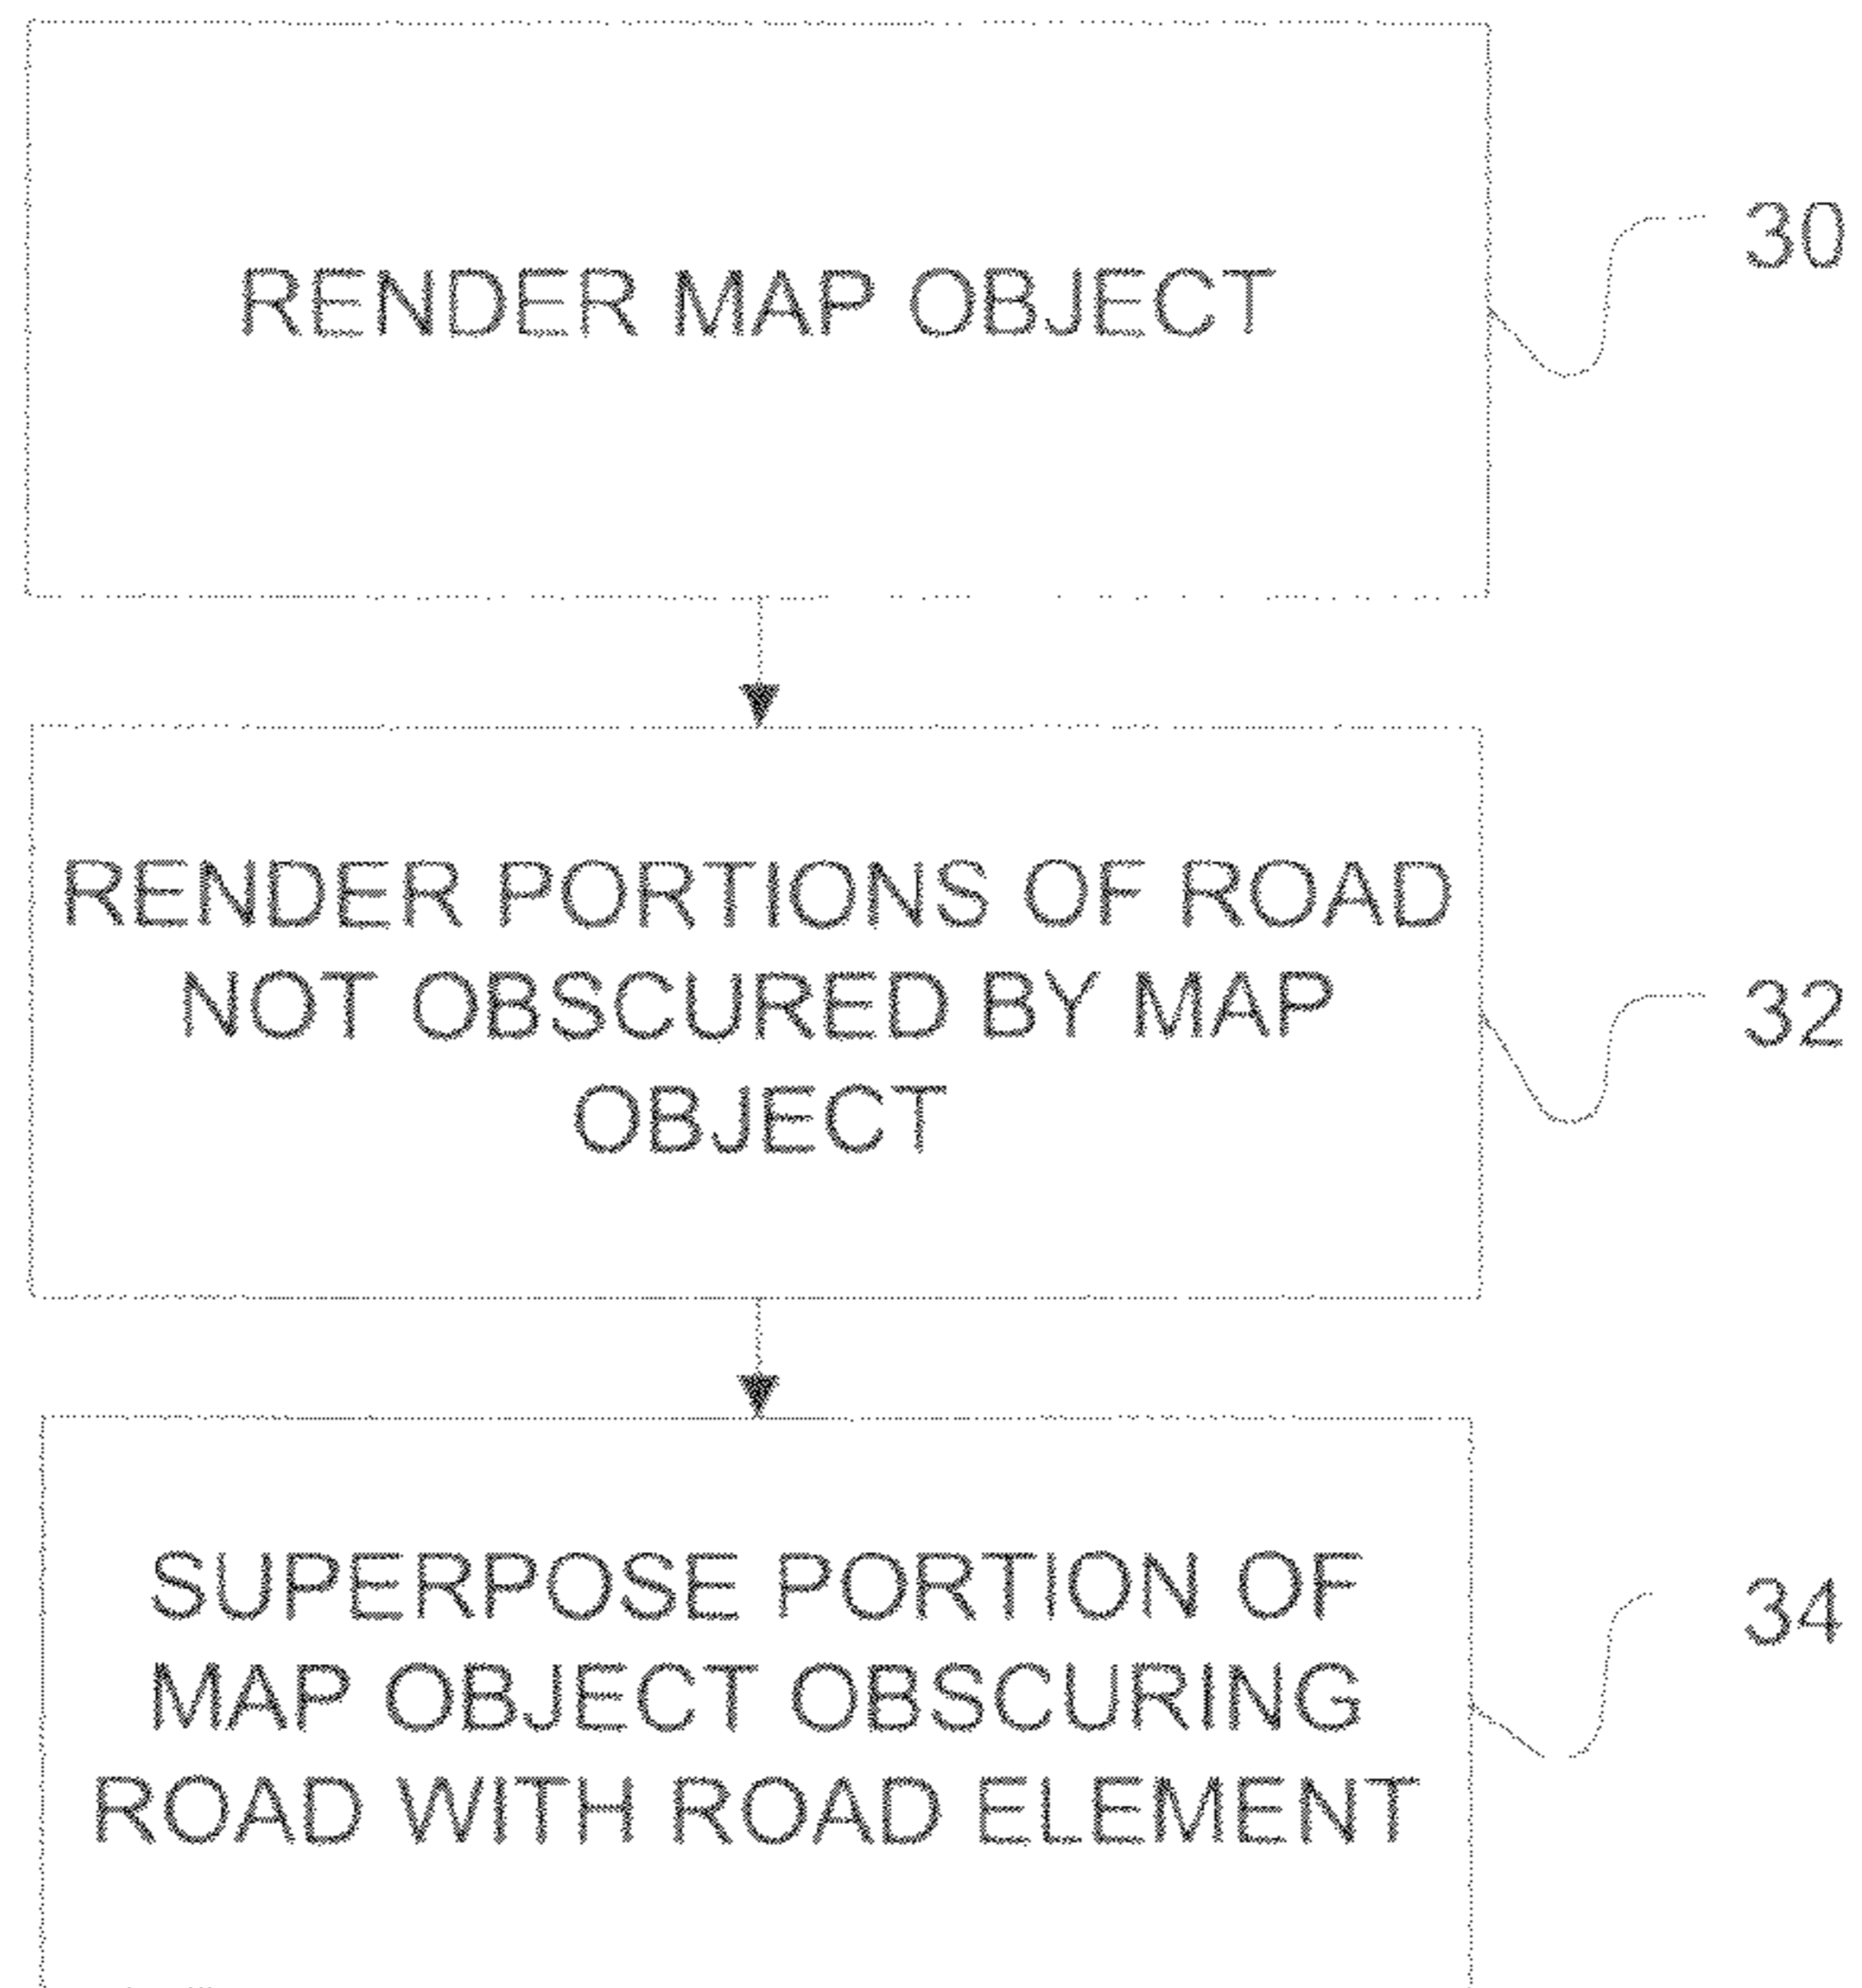 RENDER MAP OBJECT
30
RENDER PORTIONS OF ROAD
NOT OBSCURED BY MAP
OBJECT
32
SUPERPOSE PORTION OF
MAP OBJECT OBSCURING
ROAD WITH ROAD ELEMENT
34